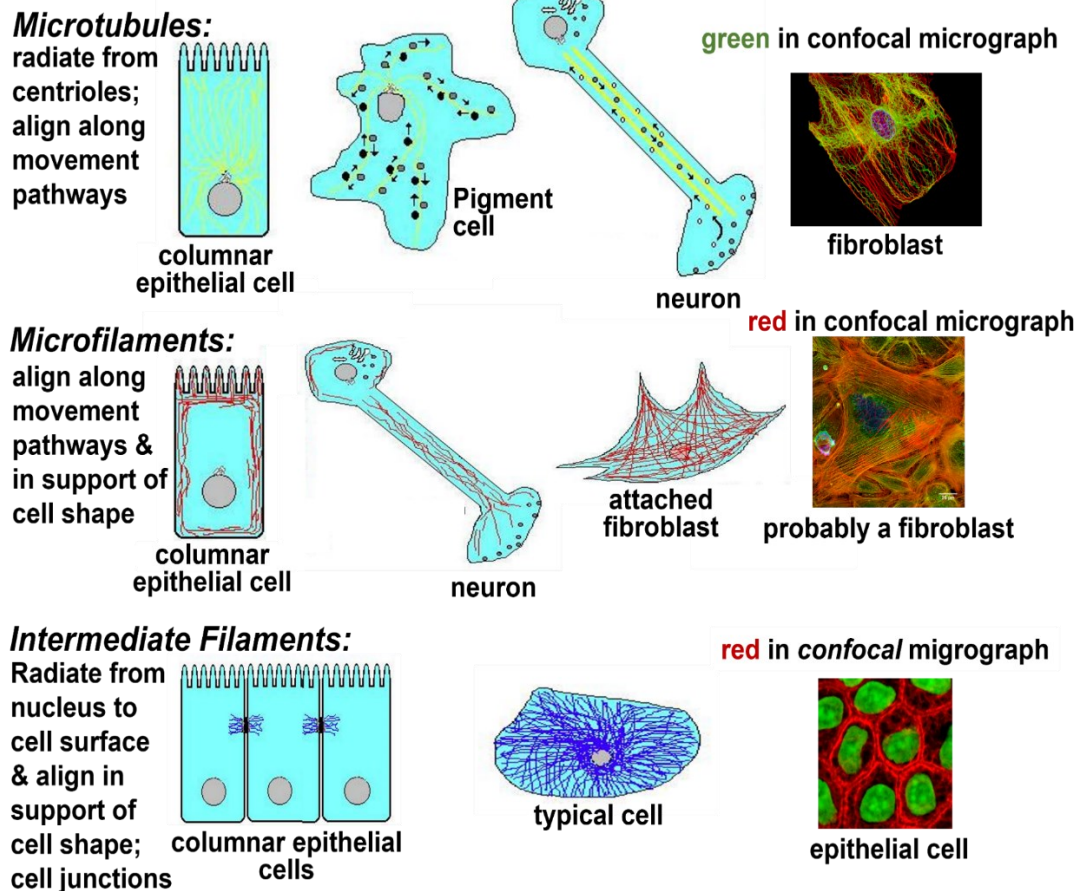 Microtubules:
radiate from
centrioles;
align along
movement
pathways
columnar
epithelial cell
Pigment
cell
neuron
green in confocal micrograph
fibroblast
Microfilaments:
align along
movement
pathways &
in support of
cell shape
columnar
epithelial cell
neuron
attached
fibroblast
red in confocal micrograph
probably a fibroblast
Intermediate Filaments:
Radiate from
nucleus to
cell surface
& align in
support of
cell shape;
cell junctions
columnar epithelial
cells
typical cell
red in confocal migrograph
epithelial cell